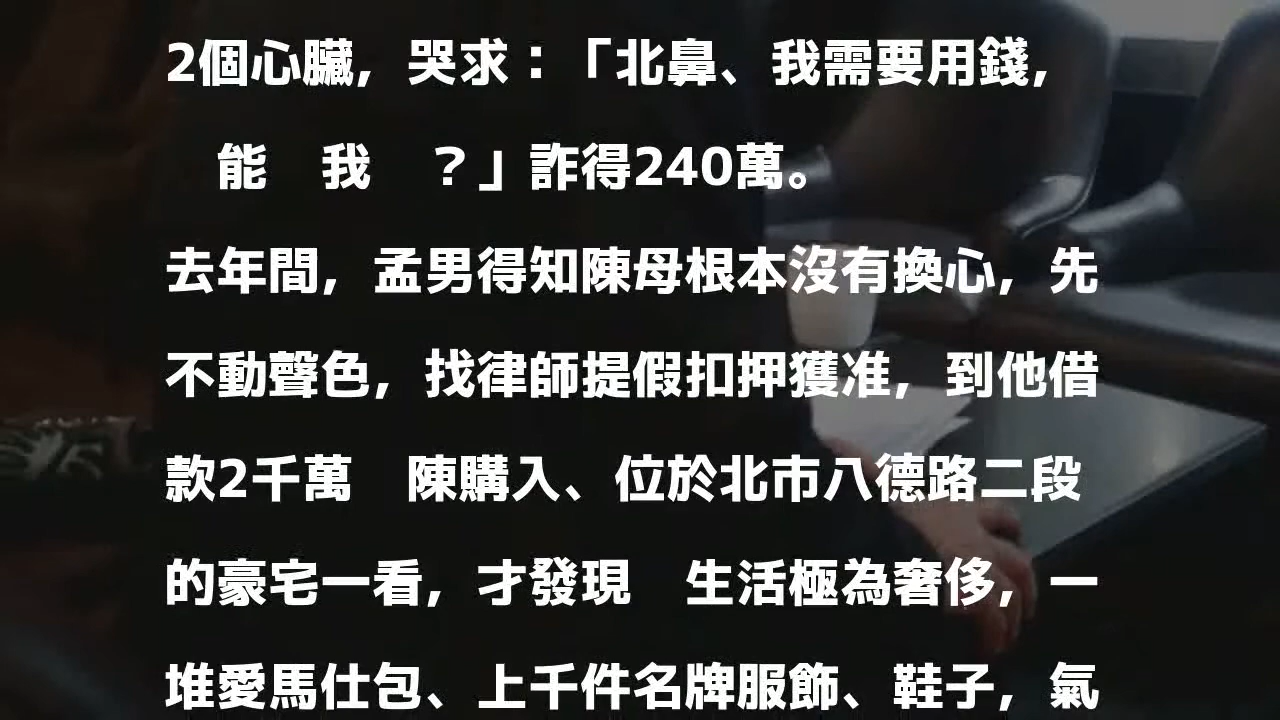 2個心臟，哭求：「北鼻、我需要用錢，
　能　我　？」詐得240萬。
去年間，孟男得知陳母根本沒有換心，先
不動聲色，找律師提假扣押獲准，到他借
款2千萬　陳購入、位於北市八德路二段
的豪宅一看，才發現　生活極為奢侈，一
堆愛馬仕包、上千件名牌服飾、鞋子，氣